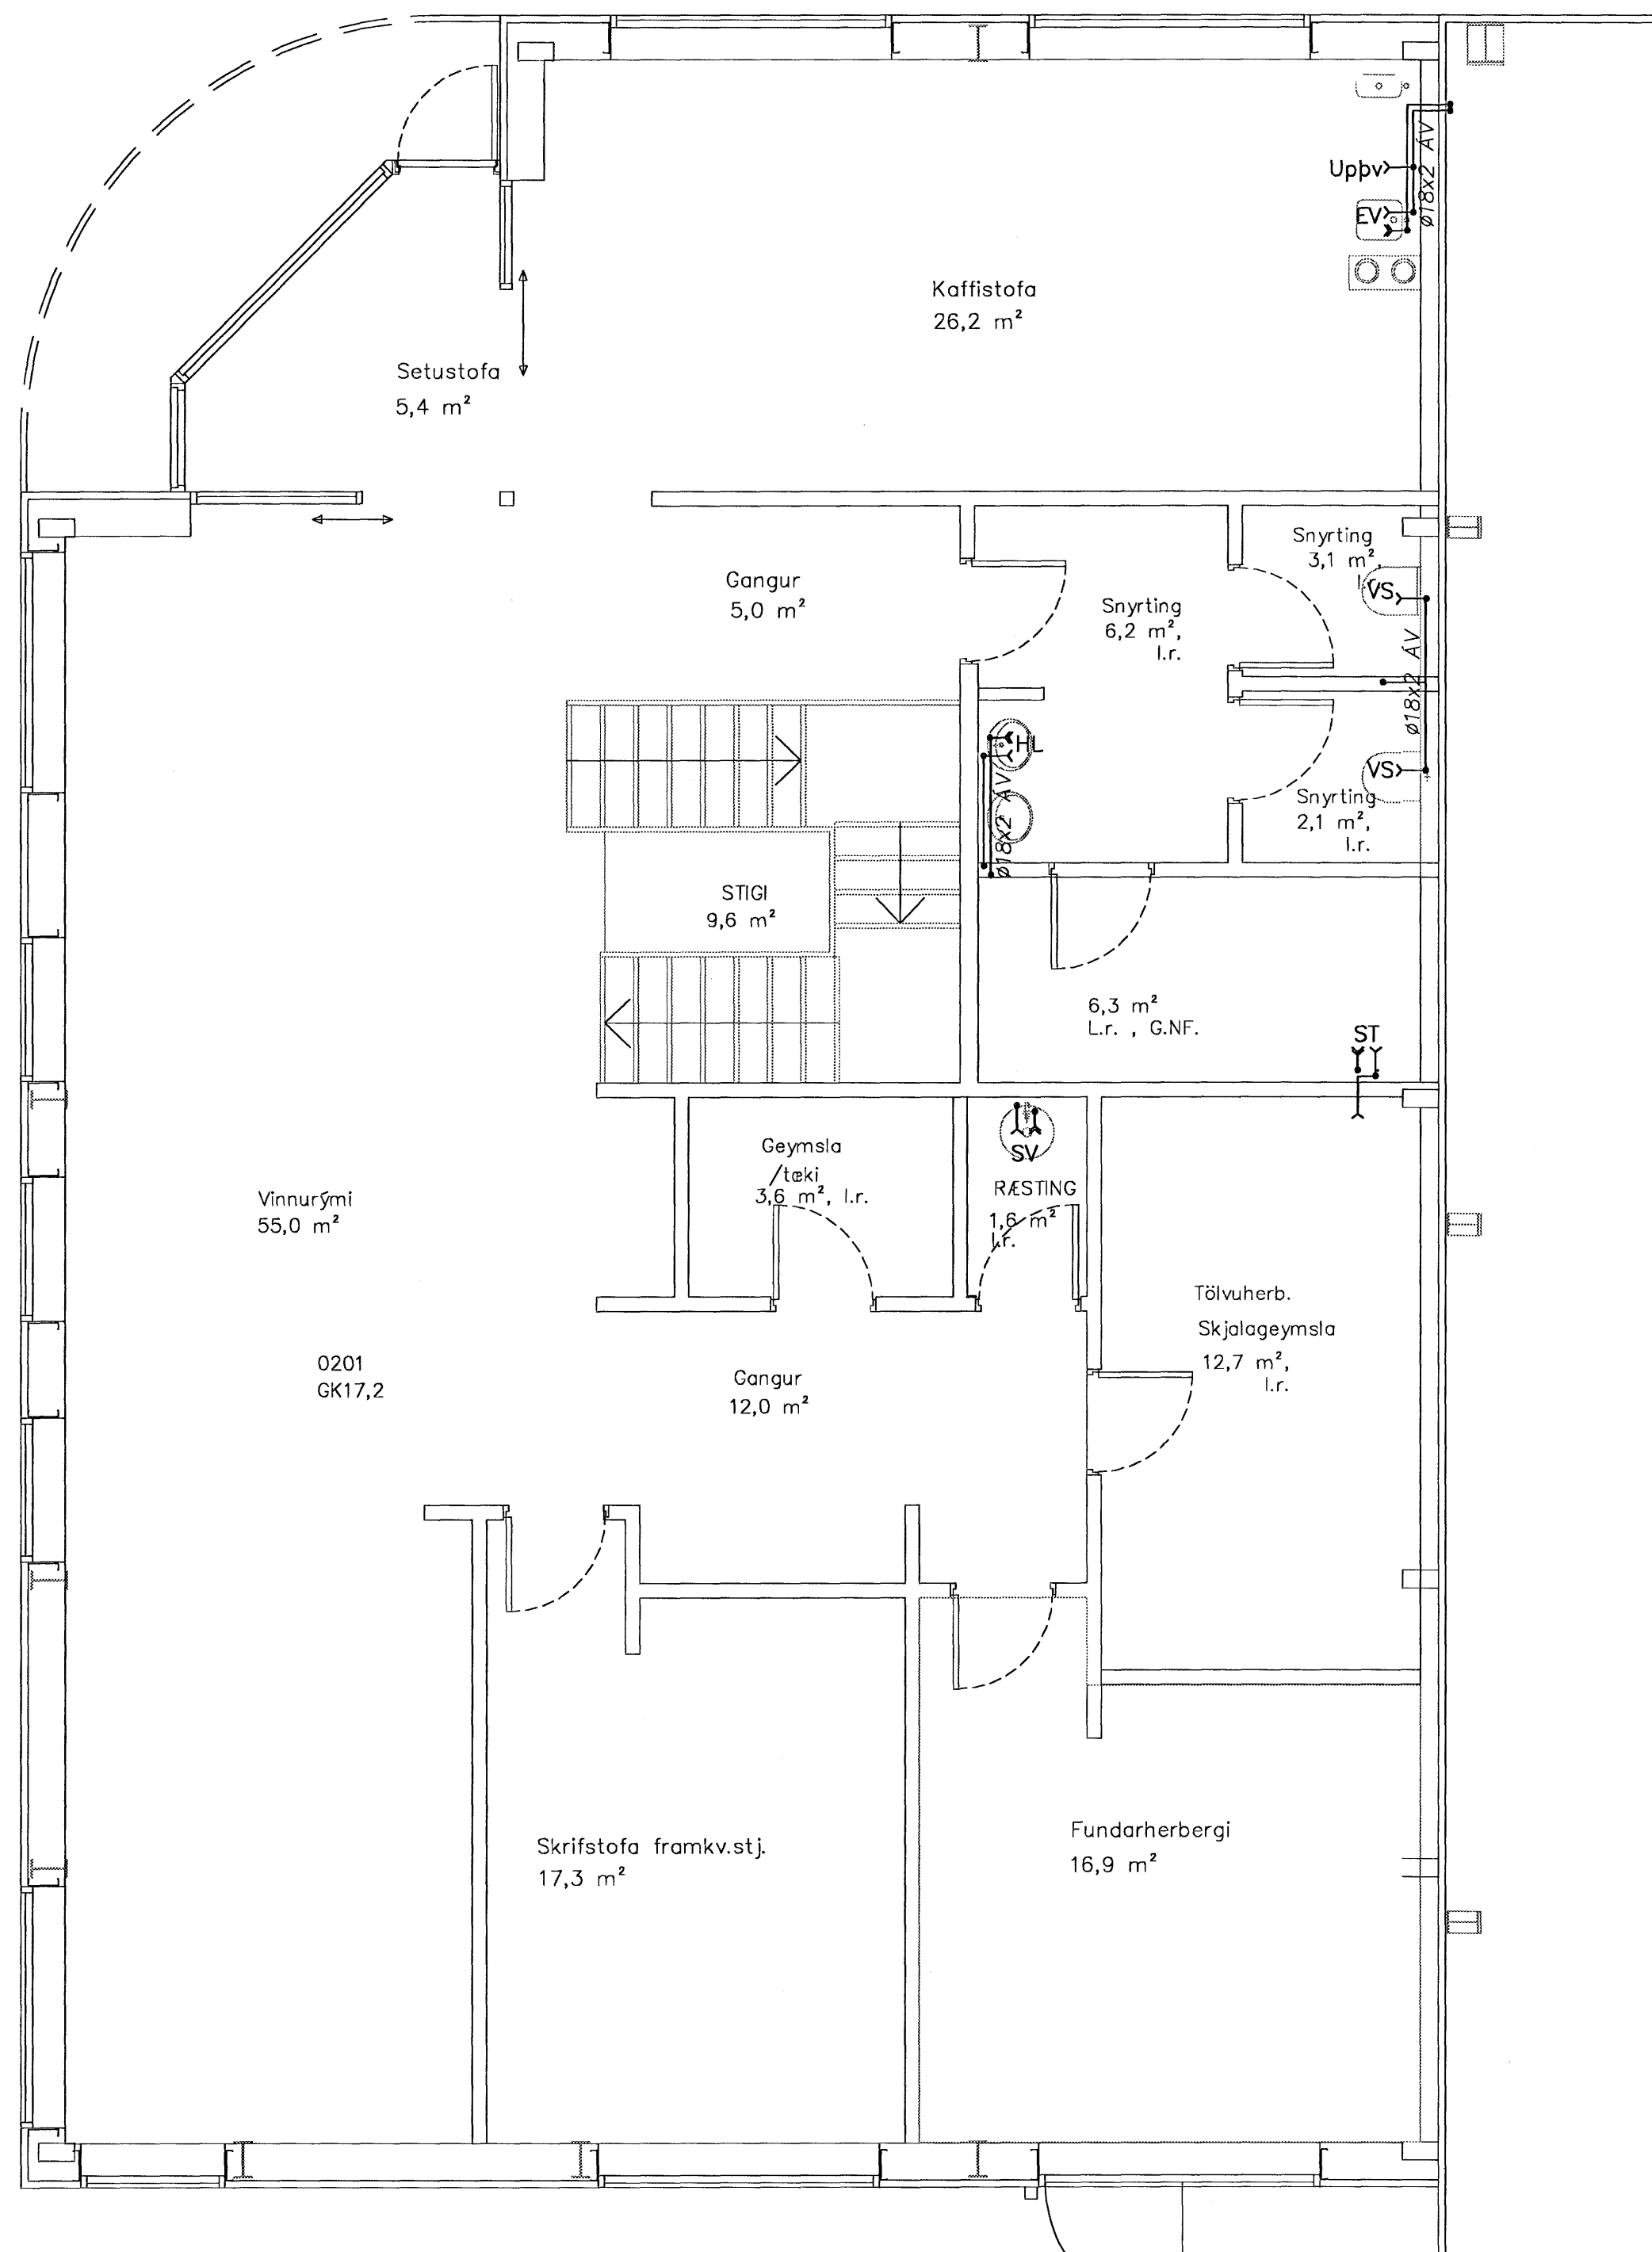 ø18x2 ÁV
Uppv
EV
Kaffistofa
26,2 m²
Setustofa
5,4 m²
Snyrting
3,1 m²,
l.r.
VS
Gangur
5,0 m²
Snyrting
6,2 m²,
l.r.
ø18x2 ÁV
HL
ø18x2 ÁV
VS
Snyrting
2,1 m²,
l.r.
STIGI
9,6 m²
6,3 m²
L.r. , G.NF.
ST
Geymsla
/tæki
3,6 m², l.r.
SV
RÆSTING
1,6 m²
l.r.
Vinnurými
55,0 m²
Tölvuherb.
Skjalageymsla
12,7 m²,
l.r.
0201
GK17,2
Gangur
12,0 m²
Skrifstofa framkv.stj.
17,3 m²
Fundarherbergi
16,9 m²